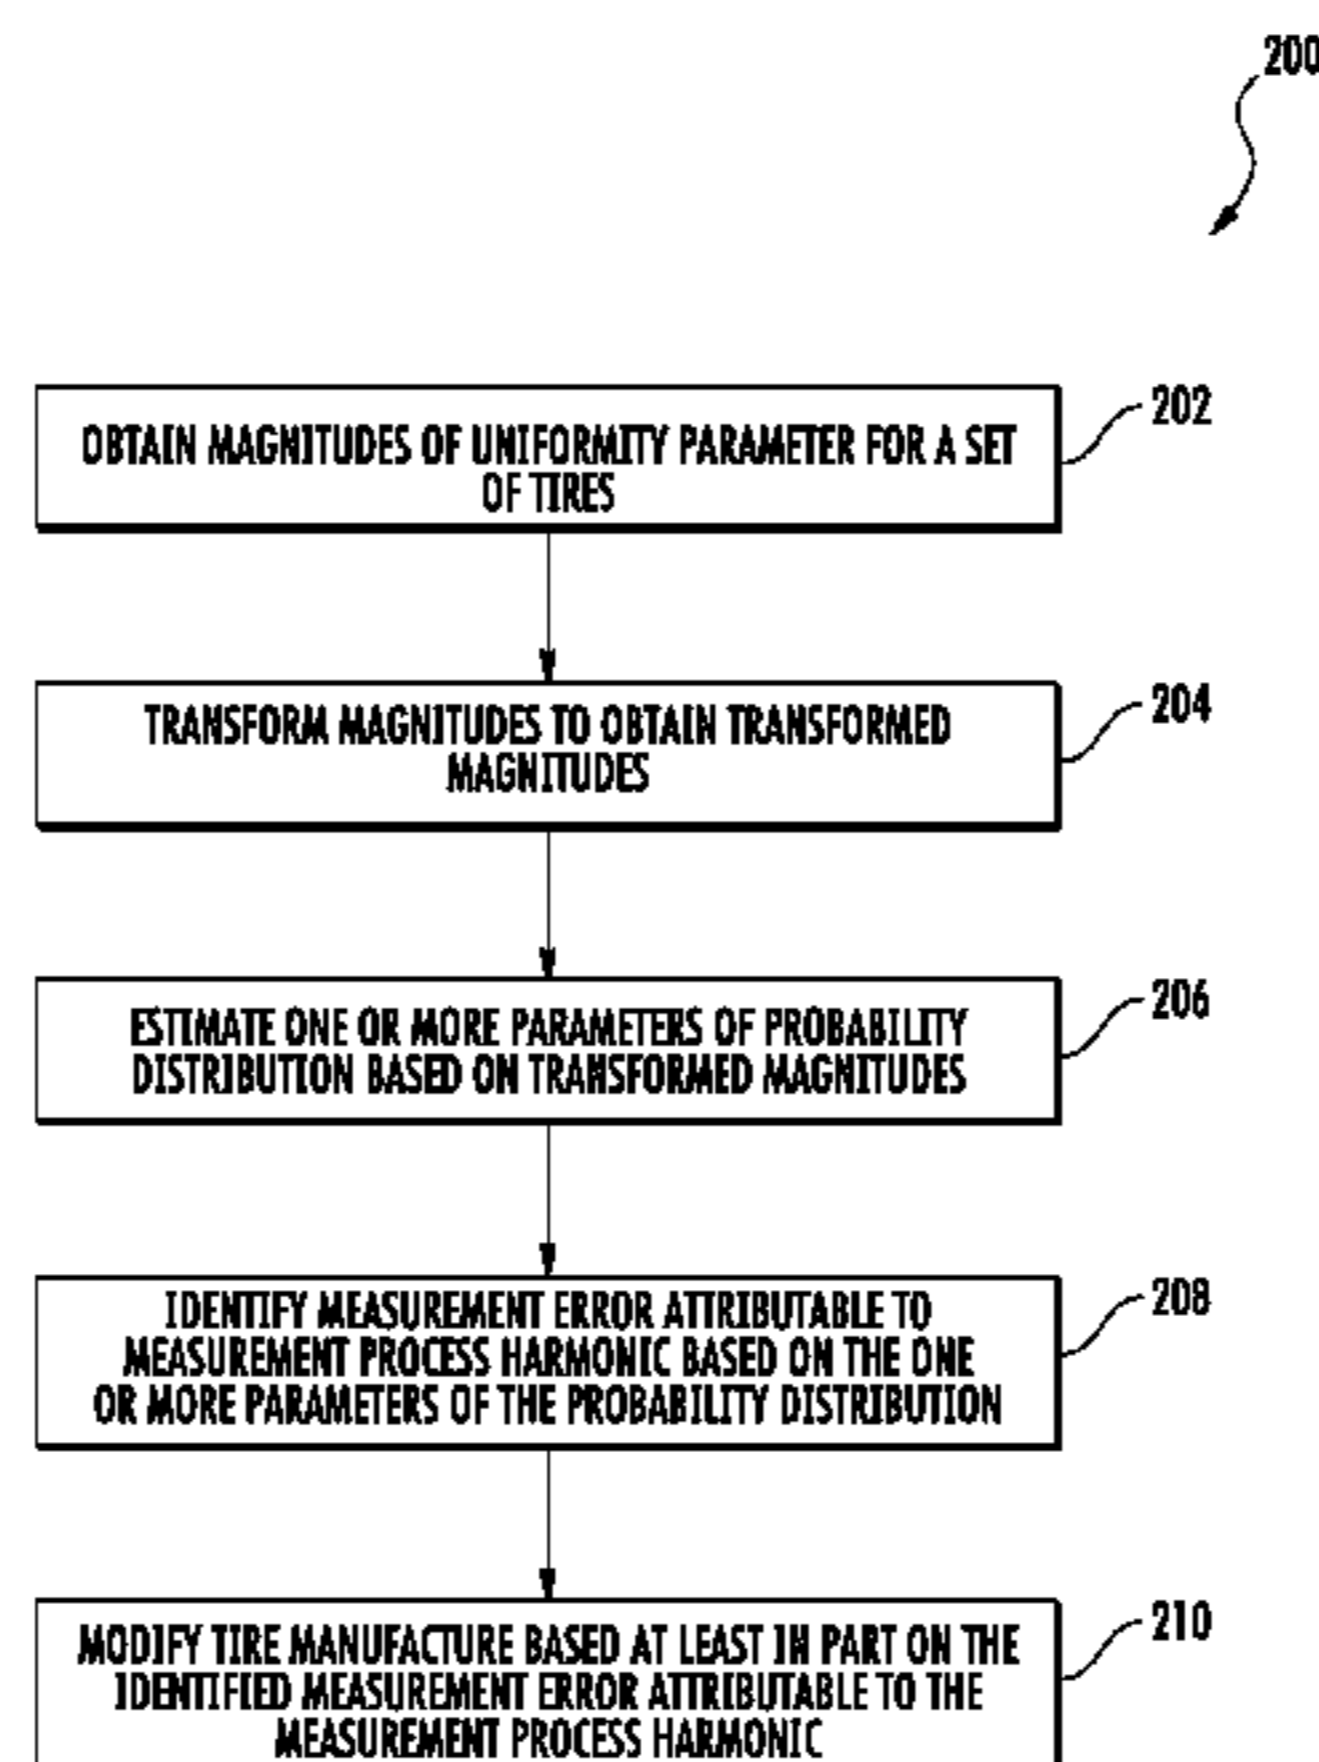 200
OBTAIN MAGNITUDES OF UNIFORMITY PARAMETER FOR A SET
OF TIRES
202
TRANSFORM MAGNITUDES TO OBTAIN TRANSFORMED
MAGNITUDES
204
ESTIMATE ONE OR MORE PARAMETERS OF PROBABILITY
DISTRIBUTION BASED ON TRANSFORMED MAGNITUDES
206
IDENTIFY MEASUREMENT ERROR ATTRIBUTABLE TO
MEASUREMENT PROCESS HARMONIC BASED ON THE ONE
OR MORE PARAMETERS OF THE PROBABILITY DISTRIBUTION
208
MODIFY TIRE MANUFACTURE BASED AT LEAST IN PART ON THE
IDENTIFIED MEASUREMENT ERROR ATTRIBUTABLE TO THE
MEASUREMENT PROCESS HARMONIC
210